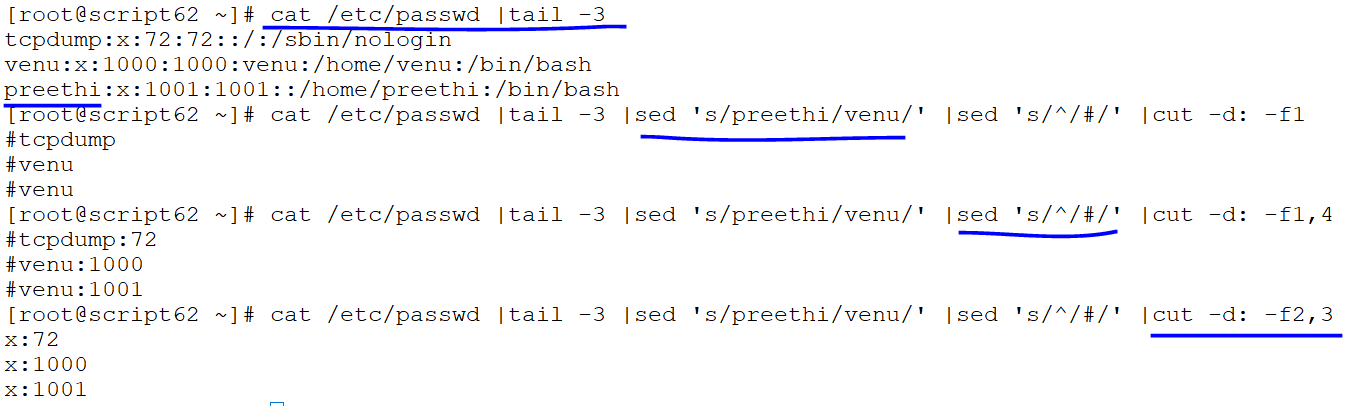 [root@script62 ~]# cat /etc/passwd |tail -3
tcpdump:x:72:72::/:/sbin/nologin
venu:x:1000:1000:venu:/home/venu:/bin/bash
preethi:x:1001:1001::/home/preethi:/bin/bash
[root@script62 ~]# cat /etc/passwd |tail -3 |sed 's/preethi/venu/' |sed 's/^/#/' |cut -d: -f1
#tcpdump
#venu
#venu
[root@script62 ~]# cat /etc/passwd |tail -3 |sed 's/preethi/venu/' |sed 's/^/#/' |cut -d: -f1,4
#tcpdump:72
#venu:1000
#venu:1001
[root@script62 ~]# cat /etc/passwd |tail -3 |sed 's/preethi/venu/' |sed 's/^/#/' |cut -d: -f2,3
x:72
x:1000
x:1001